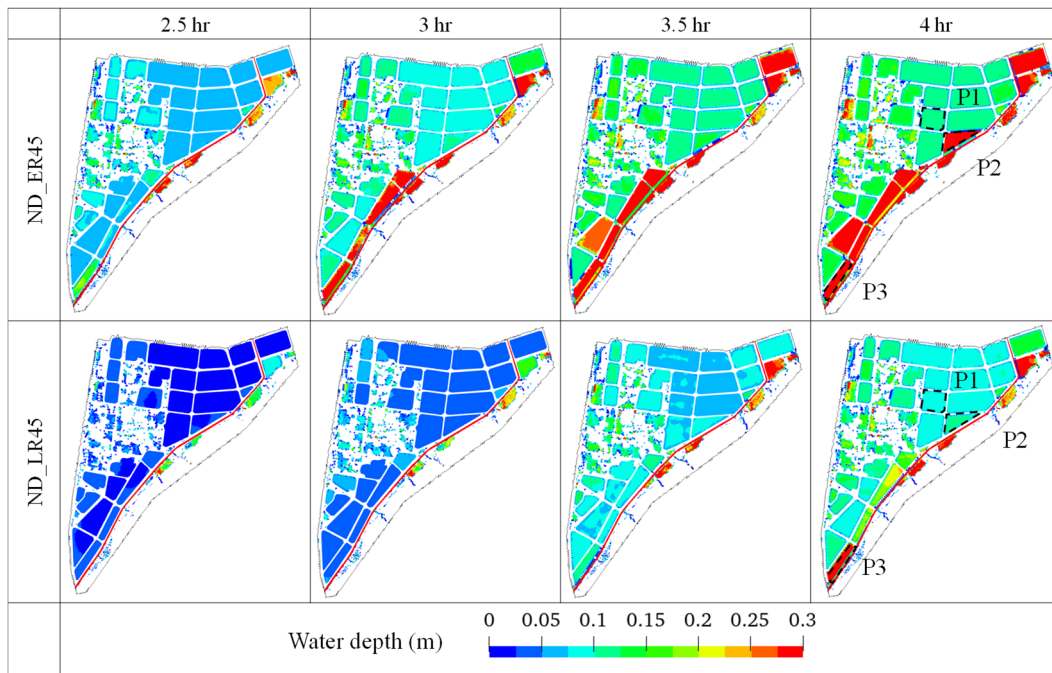 2.5 hr 3 hr 3.5 hr 4 hr
ND_ER45
P1
P2
P3
ND_LR45
P1
P2
P3
Water depth (m)
0 0.05 0.1 0.15 0.2 0.25 0.3